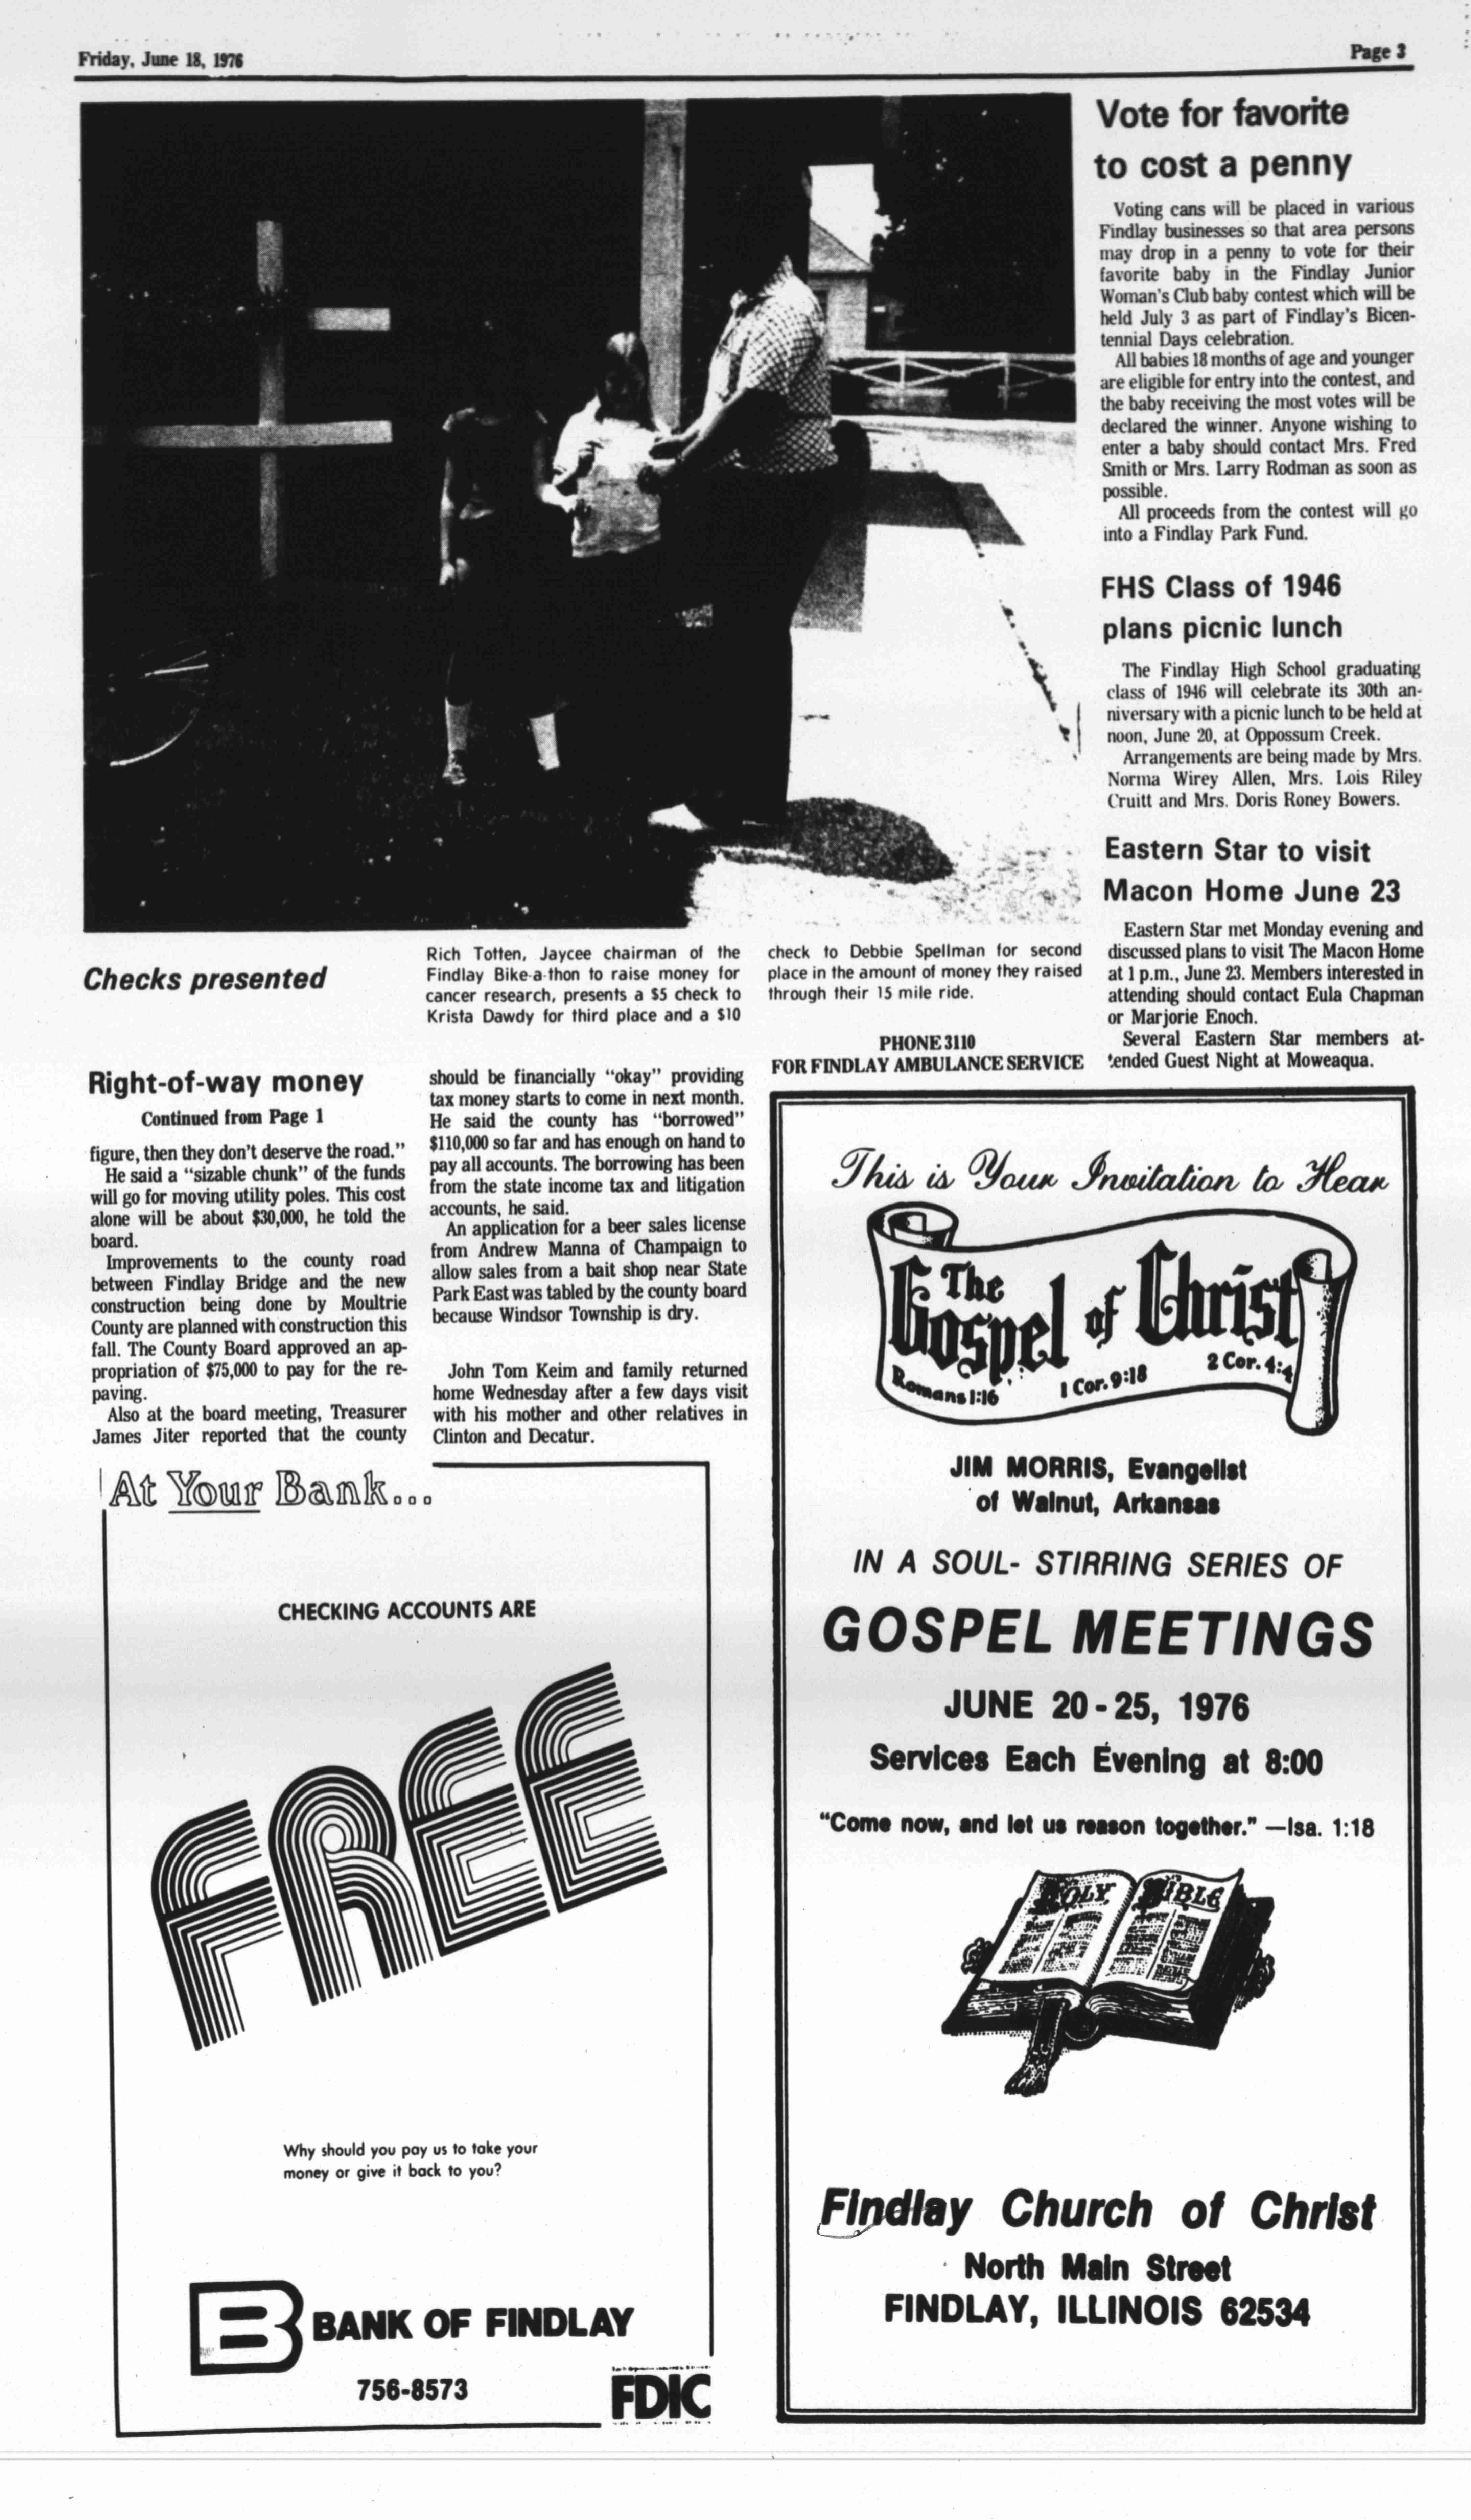 Friday, June 18, 1976
Page 3
Checks presented
Rich Totten, Jaycee chairman of the
Findlay Bike-a-thon to raise money for
cancer research, presents a $5 check to
Krista Dawdy for third place and a $10
check to Debbie Spellman for second
place in the amount of money they raised
through their 15 mile ride.
Vote for favorite
to cost a penny
Voting cans will be placed in various
Findlay businesses so that area persons
may drop in a penny to vote for their
favorite baby in the Findlay Junior
Woman's Club baby contest which will be
held July 3 as part of Findlay's Bicen-
tennial Days celebration.
All babies 18 months of age and younger
are eligible for entry into the contest, and
the baby receiving the most votes will be
declared the winner. Anyone wishing to
enter a baby should contact Mrs. Fred
Smith or Mrs. Larry Rodman as soon as
possible.
All proceeds from the contest will go
into a Findlay Park Fund.
FHS Class of 1946
plans picnic lunch
The Findlay High School graduating
class of 1946 will celebrate its 30th an-
niversary with a picnic lunch to be held at
noon, June 20, at Oppossum Creek.
Arrangements are being made by Mrs.
Norma Wirey Allen, Mrs. Lois Riley
Cruitt and Mrs. Doris Roney Bowers.
Eastern Star to visit
Macon Home June 23
Eastern Star met Monday evening and
discussed plans to visit The Macon Home
at 1 p.m., June 23. Members interested in
attending should contact Eula Chapman
or Marjorie Enoch.
Several Eastern Star members at-
tended Guest Night at Moweaqua.
PHONE 3110
FOR FINDLAY AMBULANCE SERVICE
Right-of-way money
Continued from Page 1
figure, then they don't deserve the road."
He said a "sizable chunk" of the funds
will go for moving utility poles. This cost
alone will be about $30,000, he told the
board.
Improvements to the county road
between Findlay Bridge and the new
construction being done by Moultrie
County are planned with construction this
fall. The County Board approved an ap-
propriation of $75,000 to pay for the re-
paving.
Also at the board meeting, Treasurer
James Jiter reported that the county
should be financially "okay" providing
tax money starts to come in next month.
He said the county has "borrowed"
$110,000 so far and has enough on hand to
pay all accounts. The borrowing has been
from the state income tax and litigation
accounts, he said.
An application for a beer sales license
from Andrew Manna of Champaign to
allow sales from a bait shop near State
Park East was tabled by the county board
because Windsor Township is dry.
John Tom Keim and family returned
home Wednesday after a few days visit
with his mother and other relatives in
Clinton and Decatur.
At Your Bank...
CHECKING ACCOUNTS ARE
FREE
Why should you pay us to take your
money or give it back to you?
B BANK OF FINDLAY
756-8573
FDIC
This is Your Invitation to Hear
The
Gospel of Christ
Romans 1:16 1 Cor. 9:18 2 Cor. 4:4
JIM MORRIS, Evangelist
of Walnut, Arkansas
IN A SOUL- STIRRING SERIES OF
GOSPEL MEETINGS
JUNE 20-25, 1976
Services Each Evening at 8:00
"Come now, and let us reason together." —Isa. 1:18
HOLY BIBLE
Findlay Church of Christ
North Main Street
FINDLAY, ILLINOIS 62534